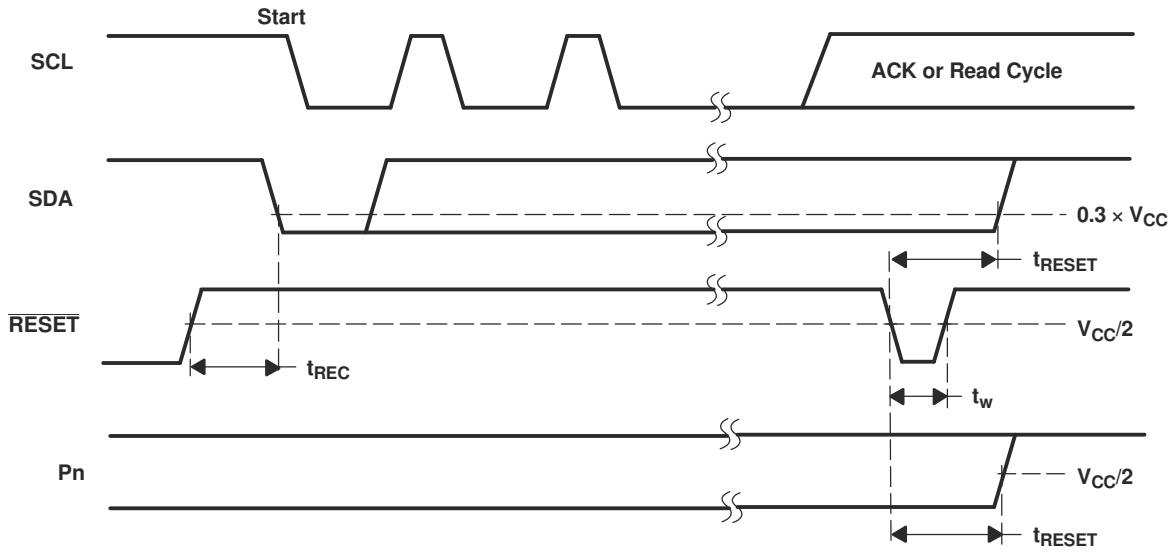 Start
SCL
ACK or Read Cycle
SDA
0.3 × VCC
tRESET
RESET
VCC/2
tREC
tw
Pn
VCC/2
tRESET